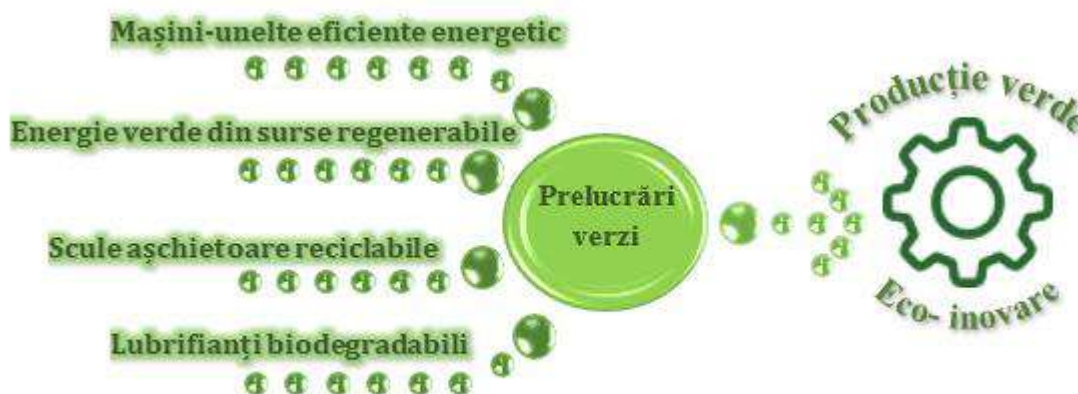 Mașini-unelte eficiente energetic
Energie verde din surse regenerabile
Scule așchietoare reciclabile
Lubrifianți biodegradabili
Prelucrări
verzi
Producție verde
Eco- inovare